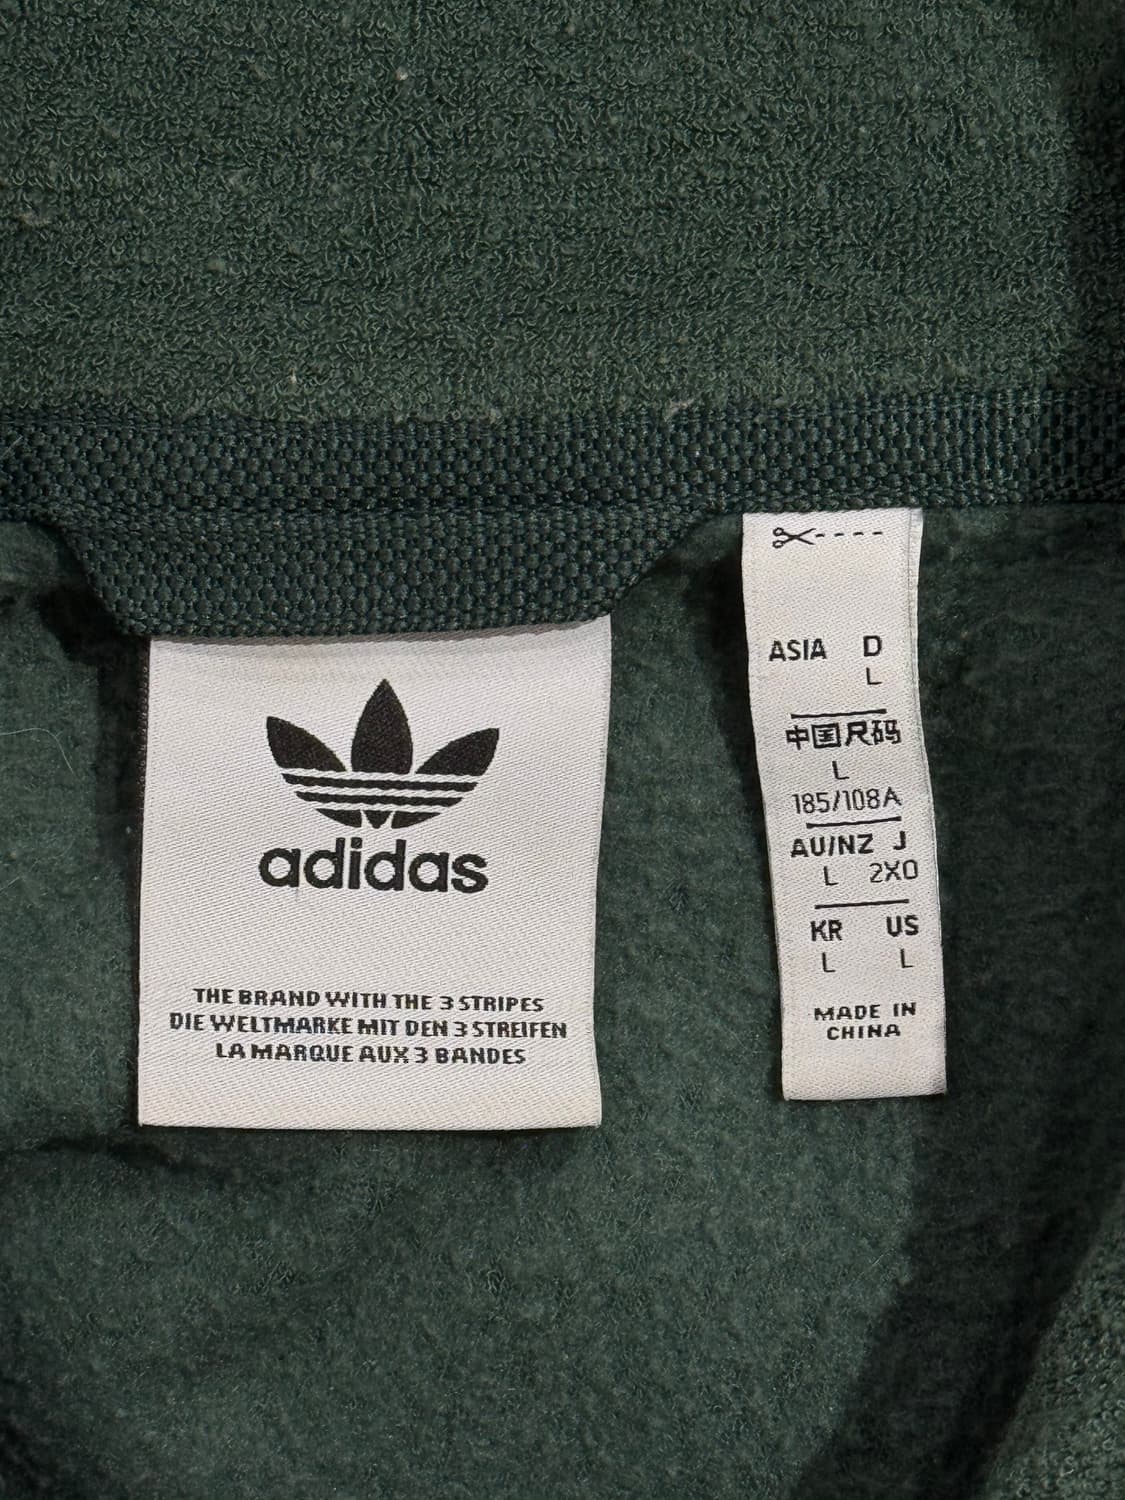 adidas
THE BRAND WITH THE 3 STRIPES
DIE WELTMARKE MIT DEN 3 STREIFEN
LA MARQUE AUX 3 BANDES
ASIA D
L
中国尺码
L
185/108A
AU/NZ J
L 2XO
KR US
L L
MADE IN
CHINA